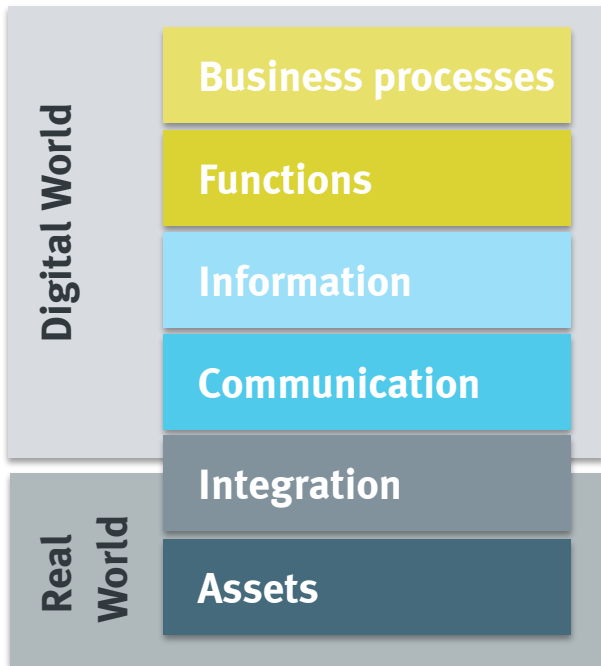 Digital World
Business processes
Functions
Information
Communication
Integration
Real
World
Assets